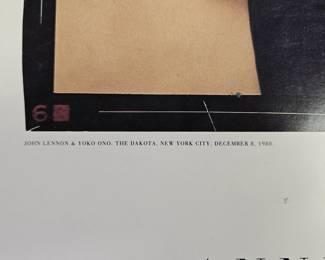 6
JOHN LENNON & YOKO ONO. THE DAKOTA, NEW YORK CITY, DECEMBER 8, 1980.